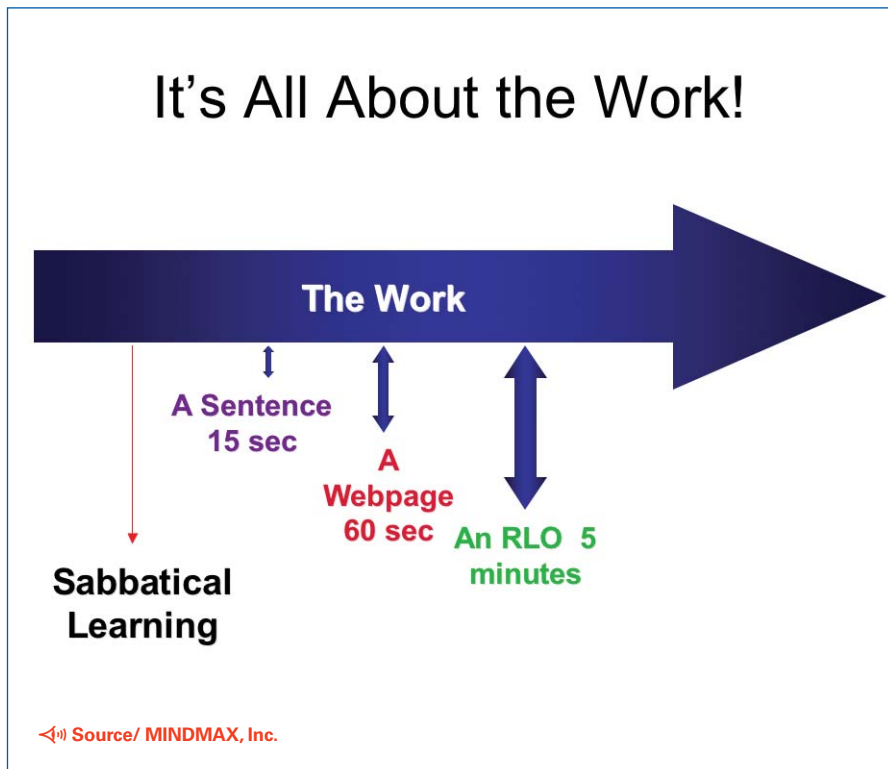 It's All About the Work!
The Work
A Sentence
15 sec
A
Webpage
60 sec
An RLO 5
minutes
Sabbatical
Learning
Source/ MINDMAX, Inc.